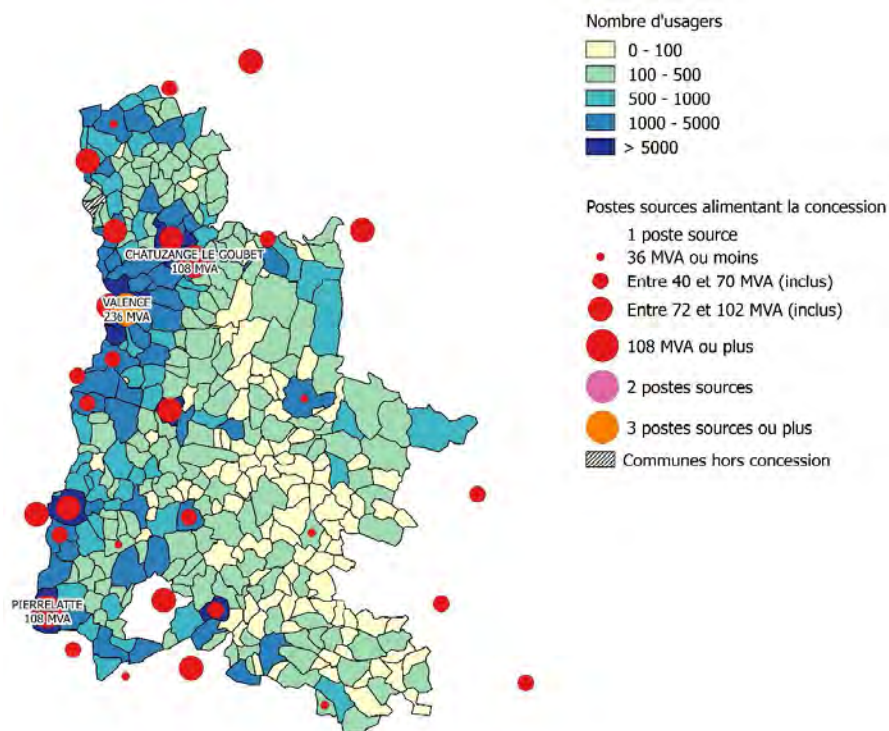 Nombre d'usagers
0 - 100
100 - 500
500 - 1000
1000 - 5000
> 5000
Postes sources alimentant la concession
1 poste source
36 MVA ou moins
Entre 40 et 70 MVA (inclus)
Entre 72 et 102 MVA (inclus)
108 MVA ou plus
2 postes sources
3 postes sources ou plus
Communes hors concession
CHATUZANGE LE GOUBET
108 MVA
VALENCE
236 MVA
PIERRELATTE
108 MVA